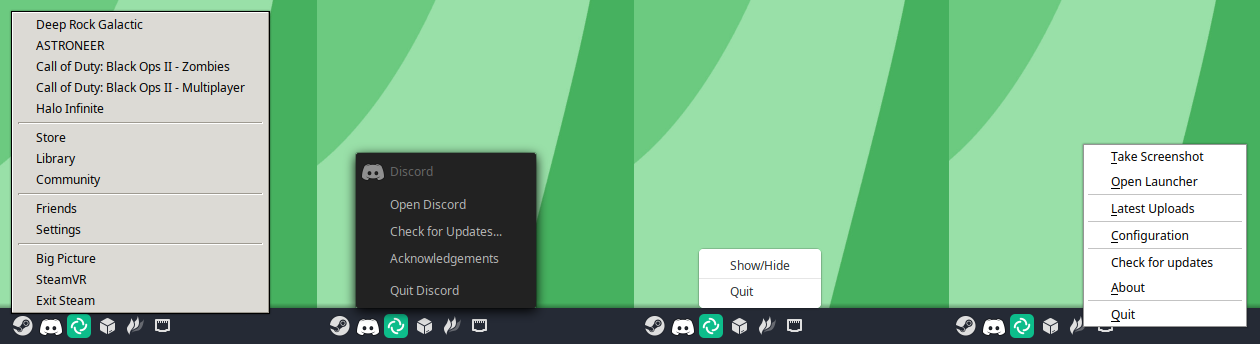 Deep Rock Galactic
ASTRONEER
Call of Duty: Black Ops II - Zombies
Call of Duty: Black Ops II - Multiplayer
Halo Infinite
Store
Library
Community
Friends
Settings
Big Picture
SteamVR
Exit Steam
Discord
Open Discord
Check for Updates...
Acknowledgements
Quit Discord
Show/Hide
Quit
Take Screenshot
Open Launcher
Latest Uploads
Configuration
Check for updates
About
Quit